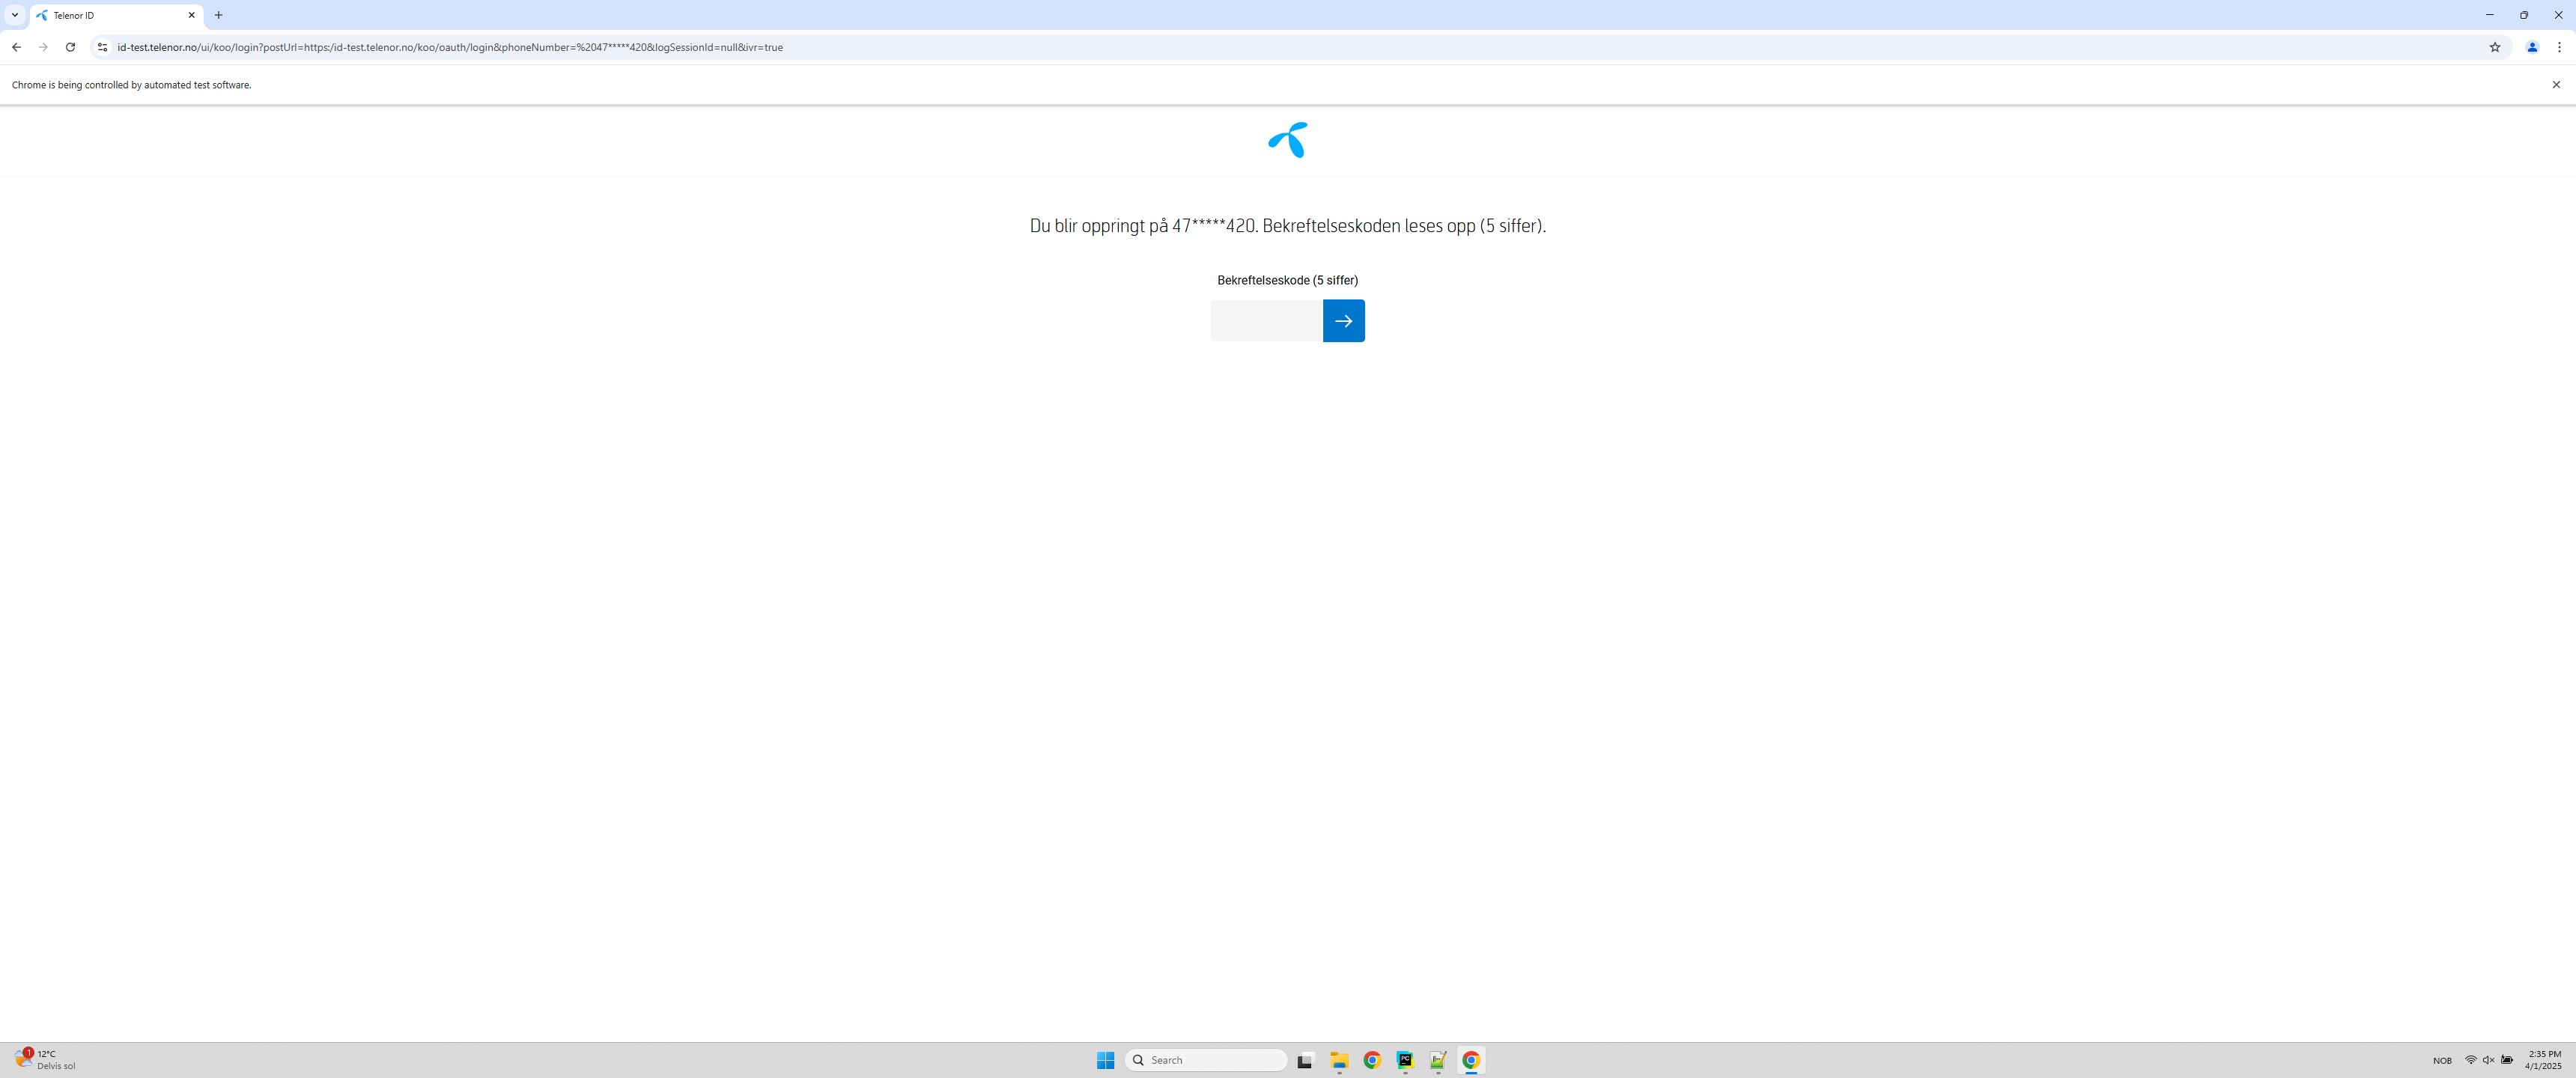 Telenor ID
id-test.telenor.no/ui/koo/login?postUrl=https:/id-test.telenor.no/koo/oauth/login&phoneNumber=%2047*****420&logSessionId=null&ivr=true
Chrome is being controlled by automated test software.
Du blir oppringt på 47*****420. Bekreftelseskoden leses opp (5 siffer).
Bekreftelseskode (5 siffer)
1
12°C
Delvis sol
Search
PC
NOB
2:35 PM
4/1/2025